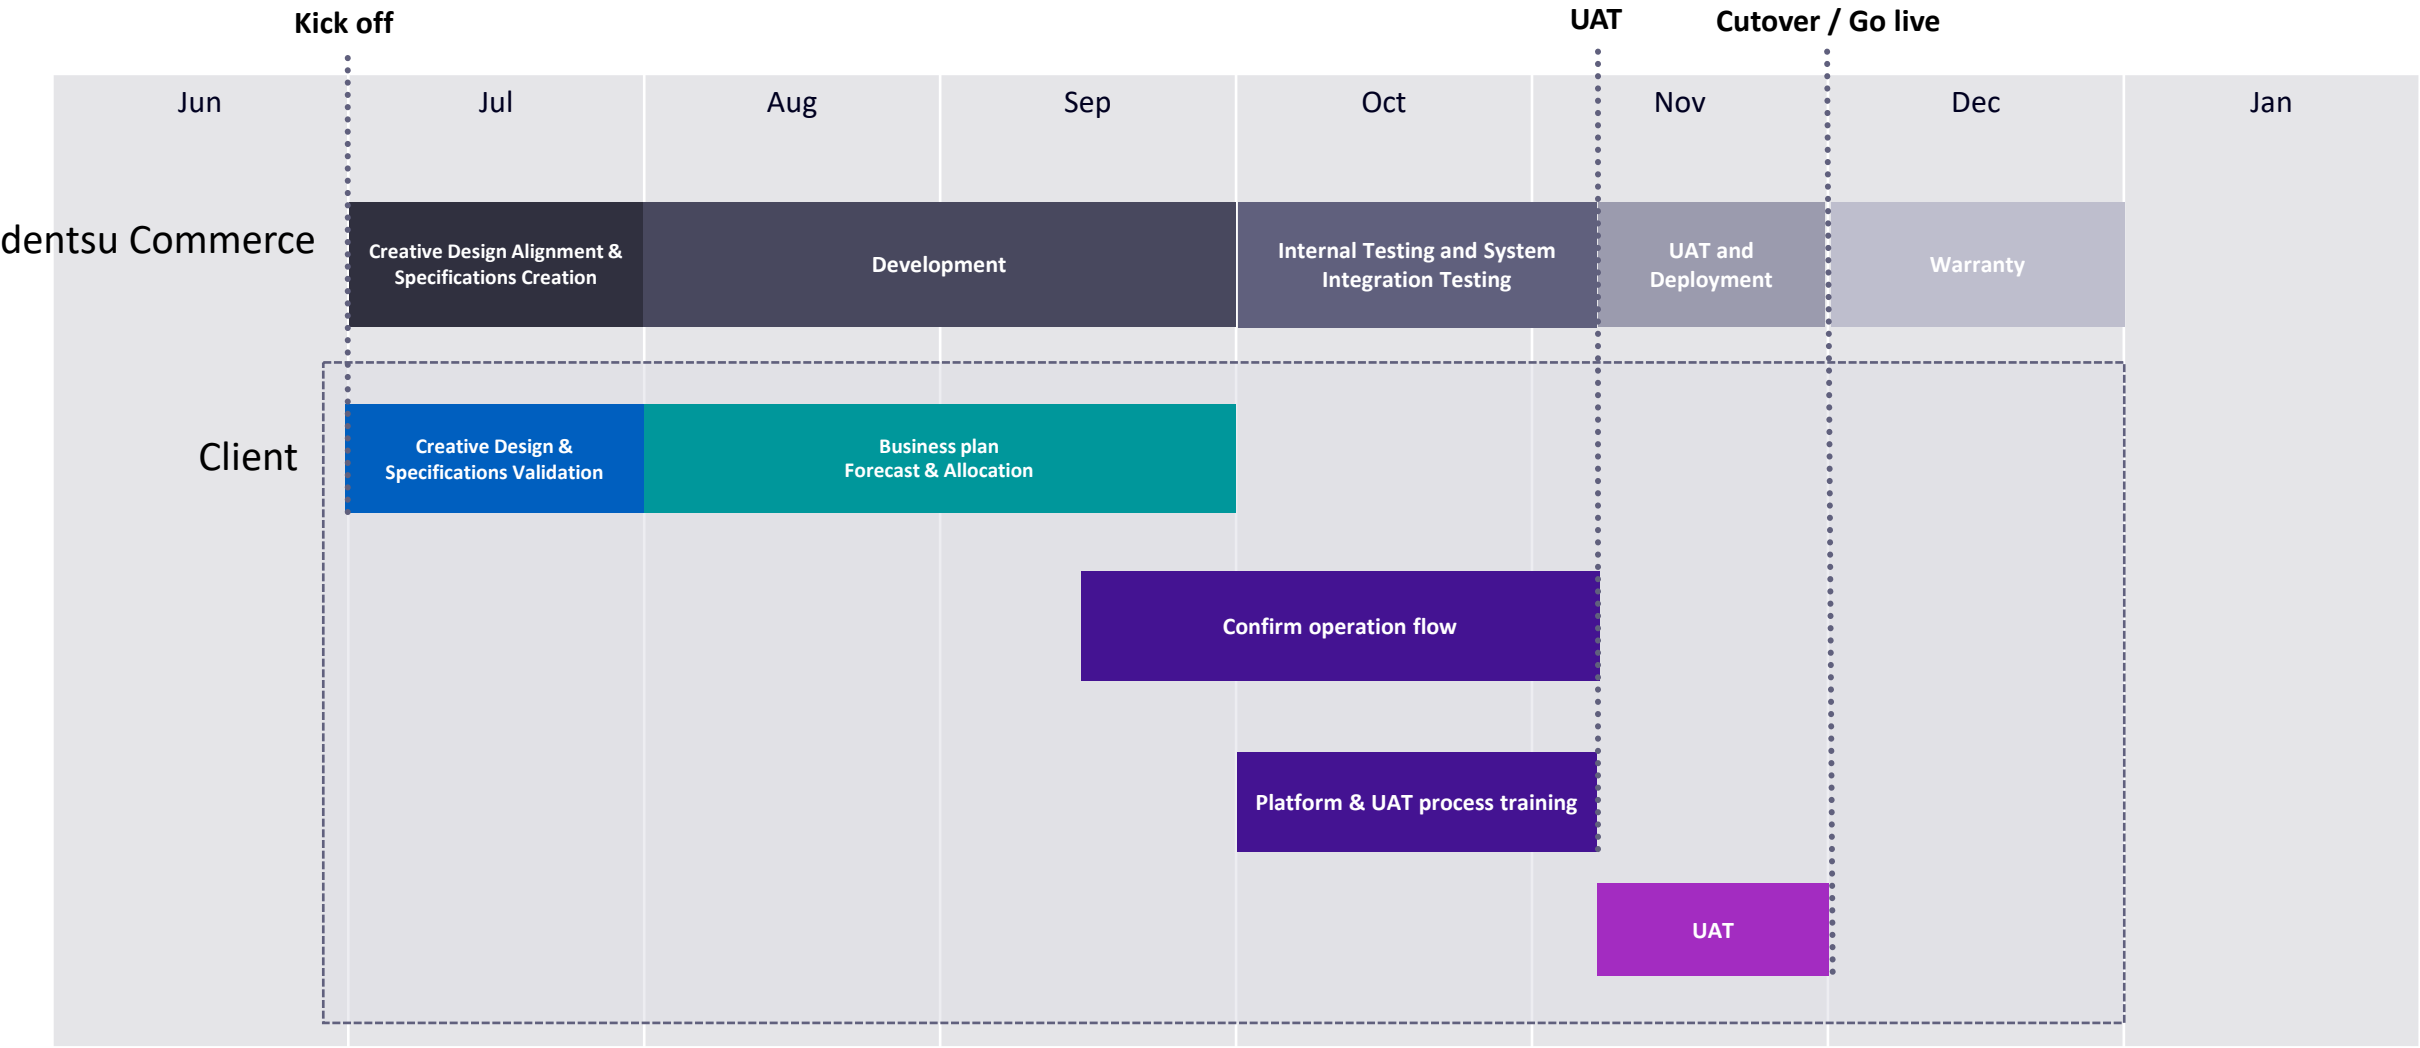 Kick off
UAT
Cutover / Go live
Jun
Jul
Aug
Sep
Oct
Nov
Dec
Jan
dentsu Commerce
Creative Design Alignment &
Specifications Creation
Development
Internal Testing and System
Integration Testing
UAT and
Deployment
Warranty
Client
Creative Design &
Specifications Validation
Business plan
Forecast & Allocation
Confirm operation flow
Platform & UAT process training
UAT